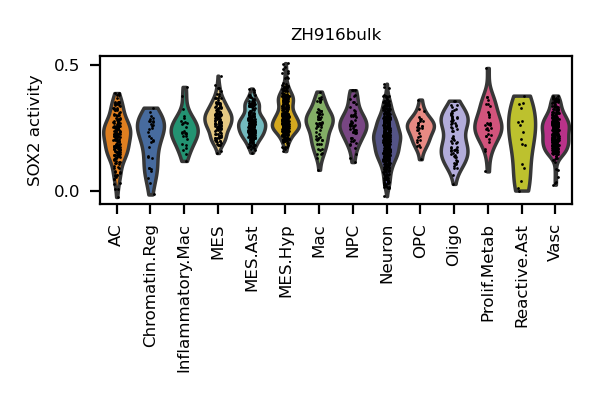 ZH916bulk
SOX2 activity
0.5
0.0
AC
Chromatin.Reg
Inflammatory.Mac
MES
MES.Ast
MES.Hyp
Mac
NPC
Neuron
OPC
Oligo
Prolif.Metab
Reactive.Ast
Vasc